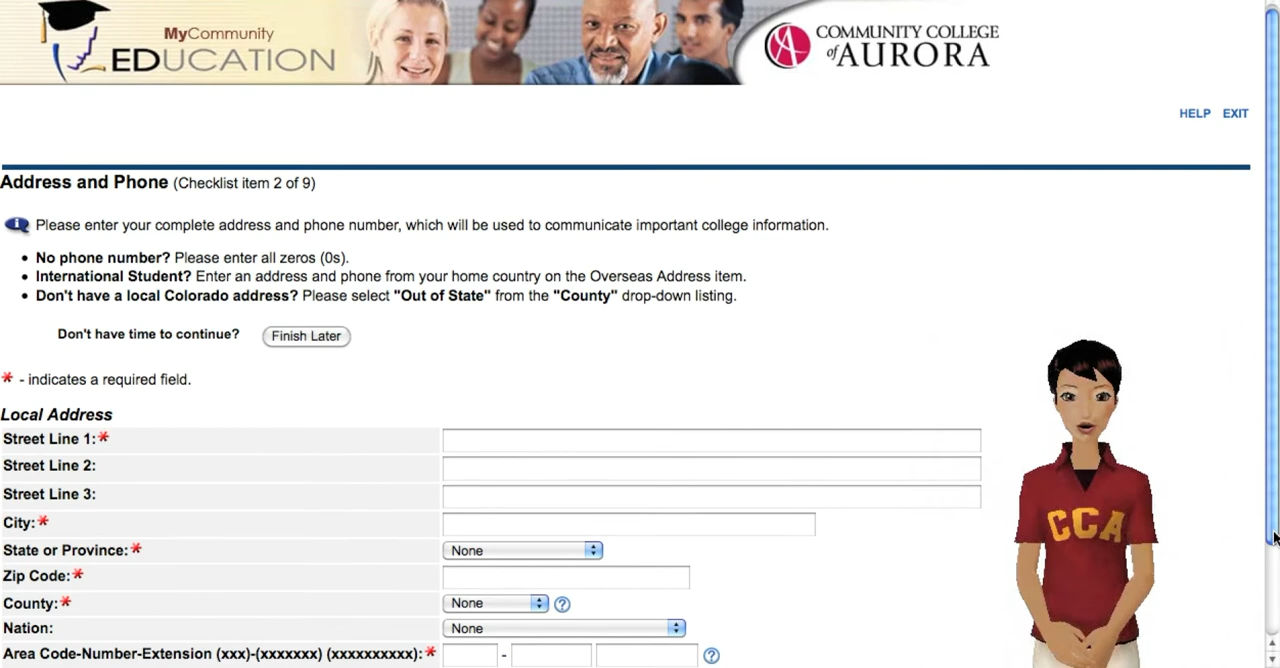 MyCommunity
EDUCATION
COMMUNITY COLLEGE
of AURORA
HELP EXIT
Address and Phone (Checklist item 2 of 9)
Please enter your complete address and phone number, which will be used to communicate important college information.
• No phone number? Please enter all zeros (0s).
• International Student? Enter an address and phone from your home country on the Overseas Address item.
• Don't have a local Colorado address? Please select "Out of State" from the "County" drop-down listing.
Don't have time to continue? Finish Later
* - indicates a required field.
Local Address
Street Line 1:*
Street Line 2:
Street Line 3:
City:*
State or Province:* None
Zip Code:*
County:* None ?
Nation: None
Area Code-Number-Extension (xxx)-(xxxxxxx) (xxxxxxxxxx):* - ?
CCA